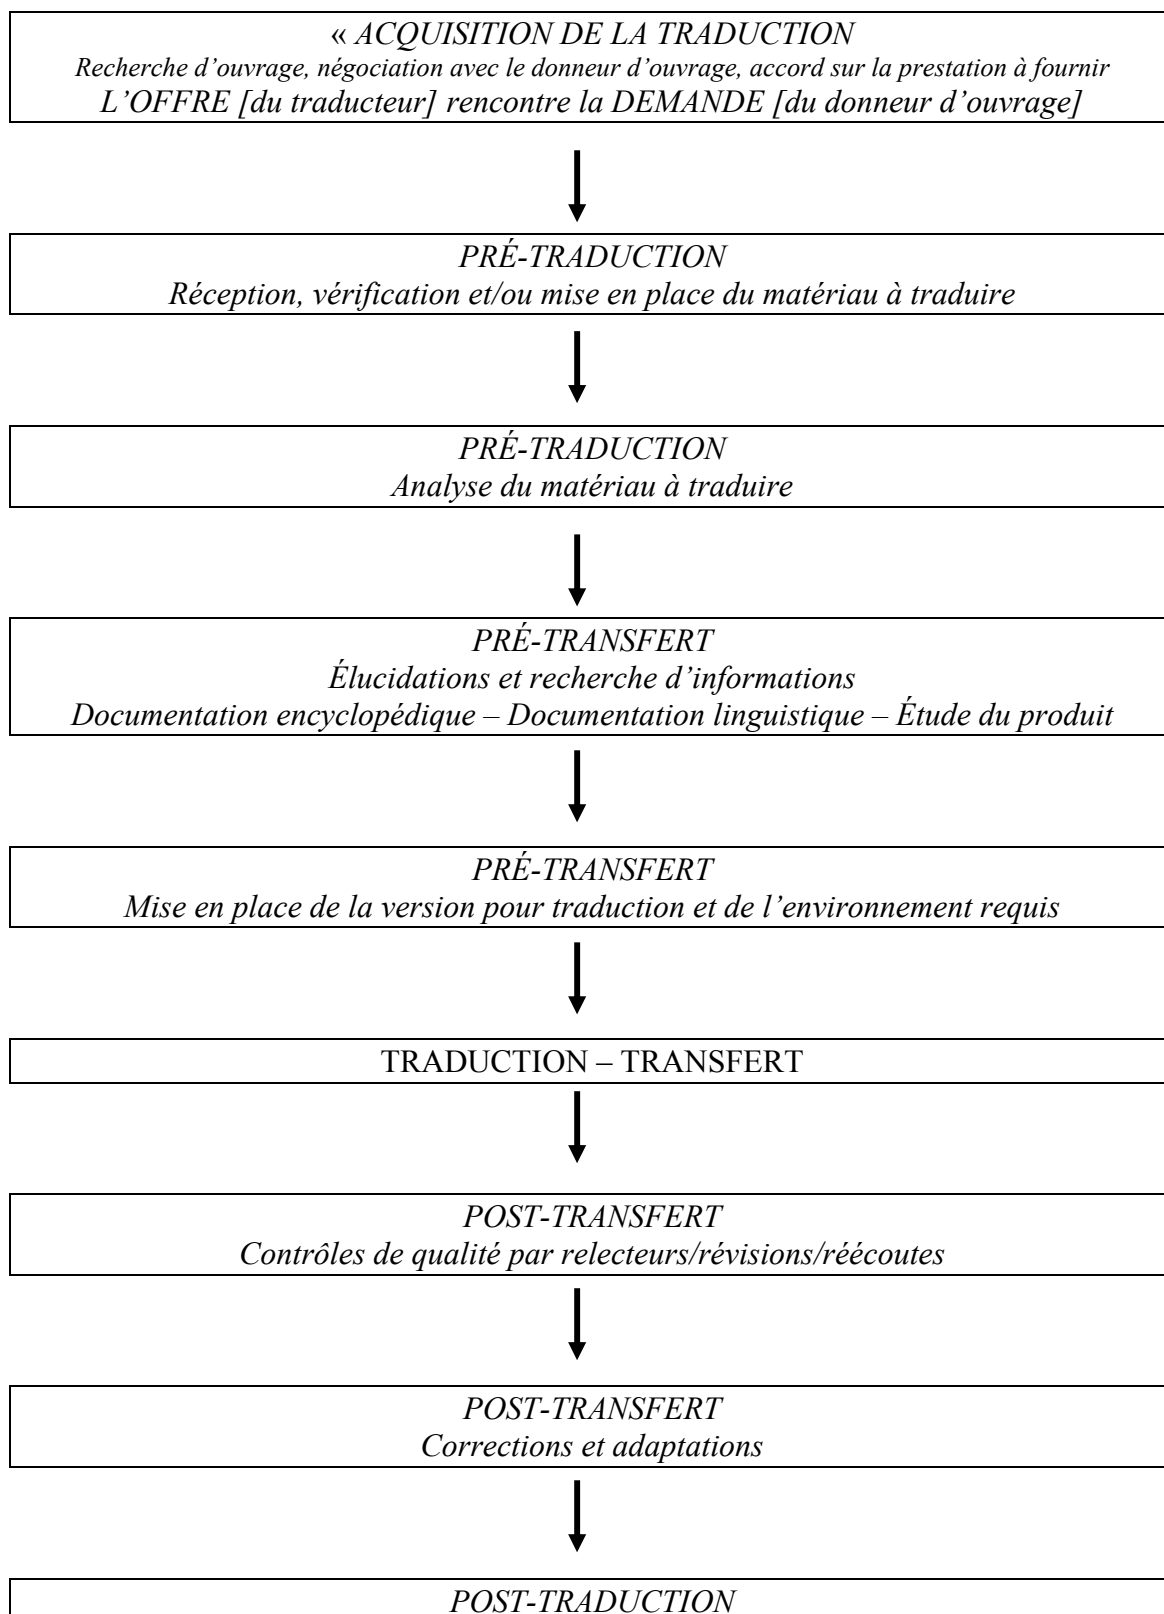 « ACQUISITION DE LA TRADUCTION
Recherche d’ouvrage, négociation avec le donneur d’ouvrage, accord sur la prestation à fournir
L’OFFRE [du traducteur] rencontre la DEMANDE [du donneur d’ouvrage]
PRÉ-TRADUCTION
Réception, vérification et/ou mise en place du matériau à traduire
PRÉ-TRADUCTION
Analyse du matériau à traduire
PRÉ-TRANSFERT
Élucidations et recherche d’informations
Documentation encyclopédique – Documentation linguistique – Étude du produit
PRÉ-TRANSFERT
Mise en place de la version pour traduction et de l’environnement requis
TRADUCTION – TRANSFERT
POST-TRANSFERT
Contrôles de qualité par relecteurs/révisions/réécoutes
POST-TRANSFERT
Corrections et adaptations
POST-TRADUCTION